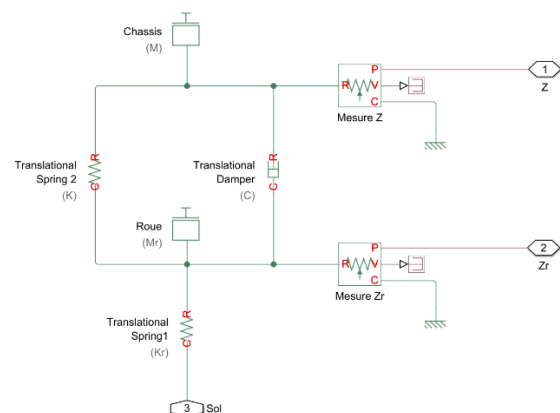 Chassis
(M)
R P
V
C
Mesure Z
1
Z
Translational
Spring 2
(K)
R
C
Translational
Damper
(C)
R
C
Roue
(Mr)
R P
V
C
Mesure Zr
2
Zr
Translational
Spring1
(Kr)
R
C
3 Sol